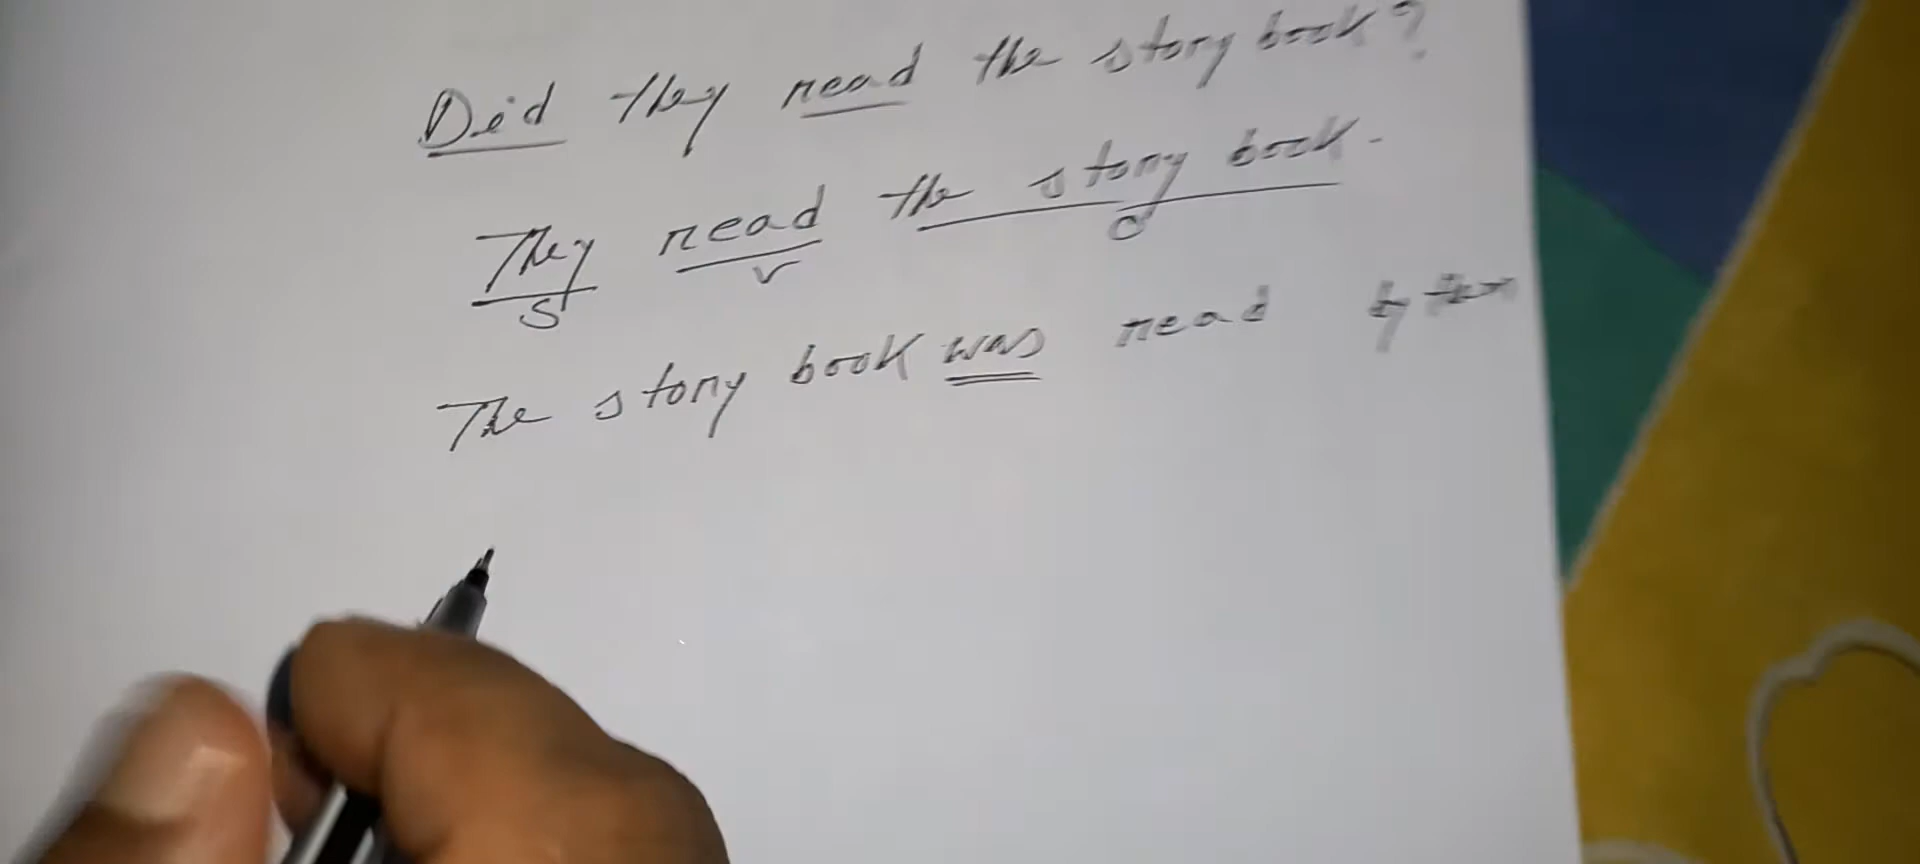 Did they read the story book?
They read the story book.
S V O
The story book was read by them